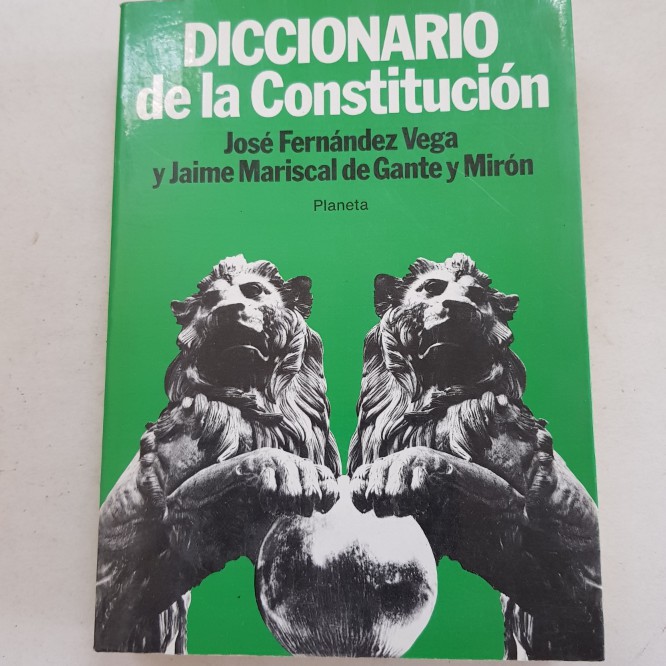 DICCIONARIO
de la Constitución
José Fernández Vega
y Jaime Mariscal de Gante y Mirón
Planeta